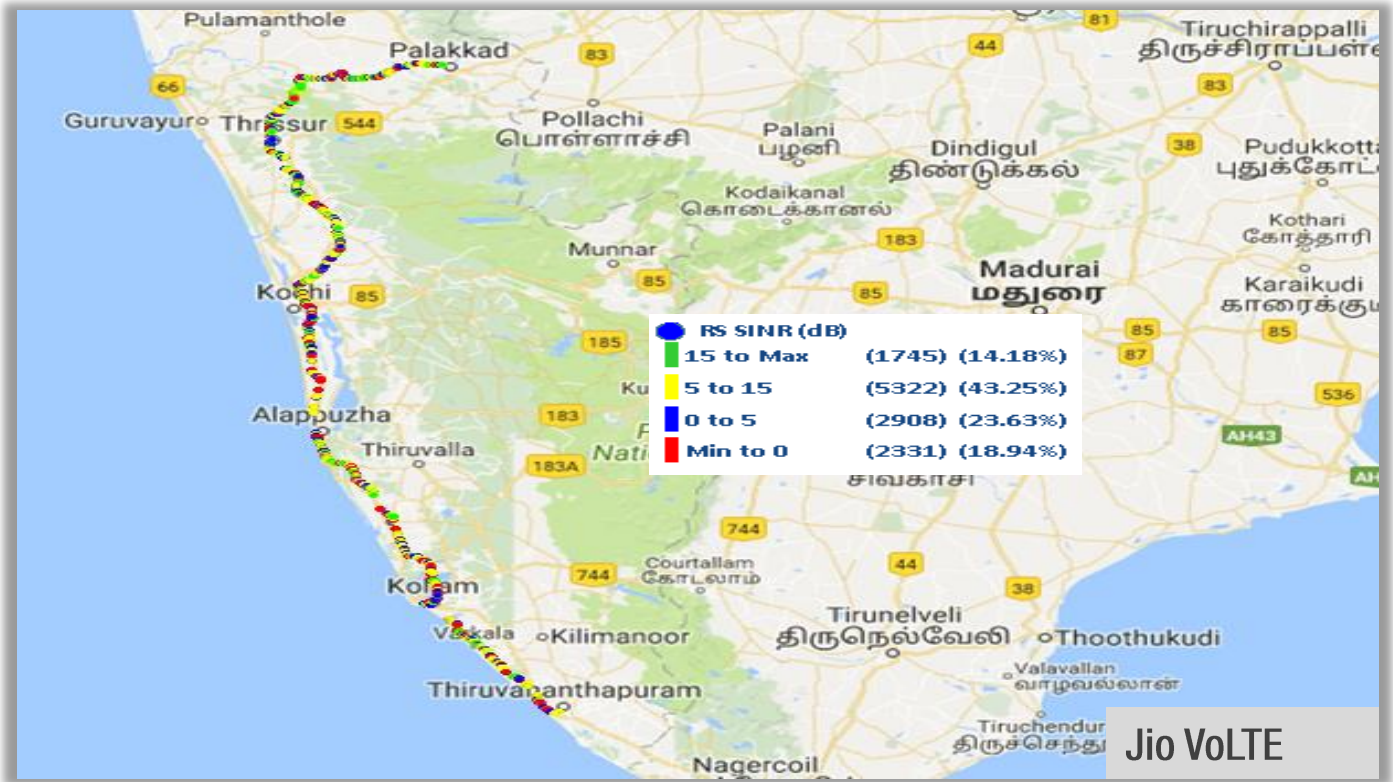 Pulamanthole
81
Tiruchirappalli
Palakkad
83
44
66
83
Guruvayur
Thrissur
544
Pollachi
பொள்ளாச்சி
Palani
பழனி
Dindigul
திண்டுக்கல்
38
Kodaikanal
கொடைக்கானல்
Kothari
கோத்தாரி
Munnar
183
85
Madurai
மதுரை
Karaikudi
Kochi
85
85
185
85
85
87
RS SINR (dB)
15 to Max (1745) (14.18%)
5 to 15 (5322) (43.25%)
0 to 5 (2908) (23.63%)
Min to 0 (2331) (18.94%)
536
Alappuzha
183
AH43
Thiruvalla
183A
744
Courtallam
44
744
38
Kollam
Tirunelveli
திருநெல்வேலி
Varkala
Kilimanoor
Thoothukudi
Valavallan
வாழவல்லான்
Thiruvananthapuram
Nagercoil
Jio VoLTE